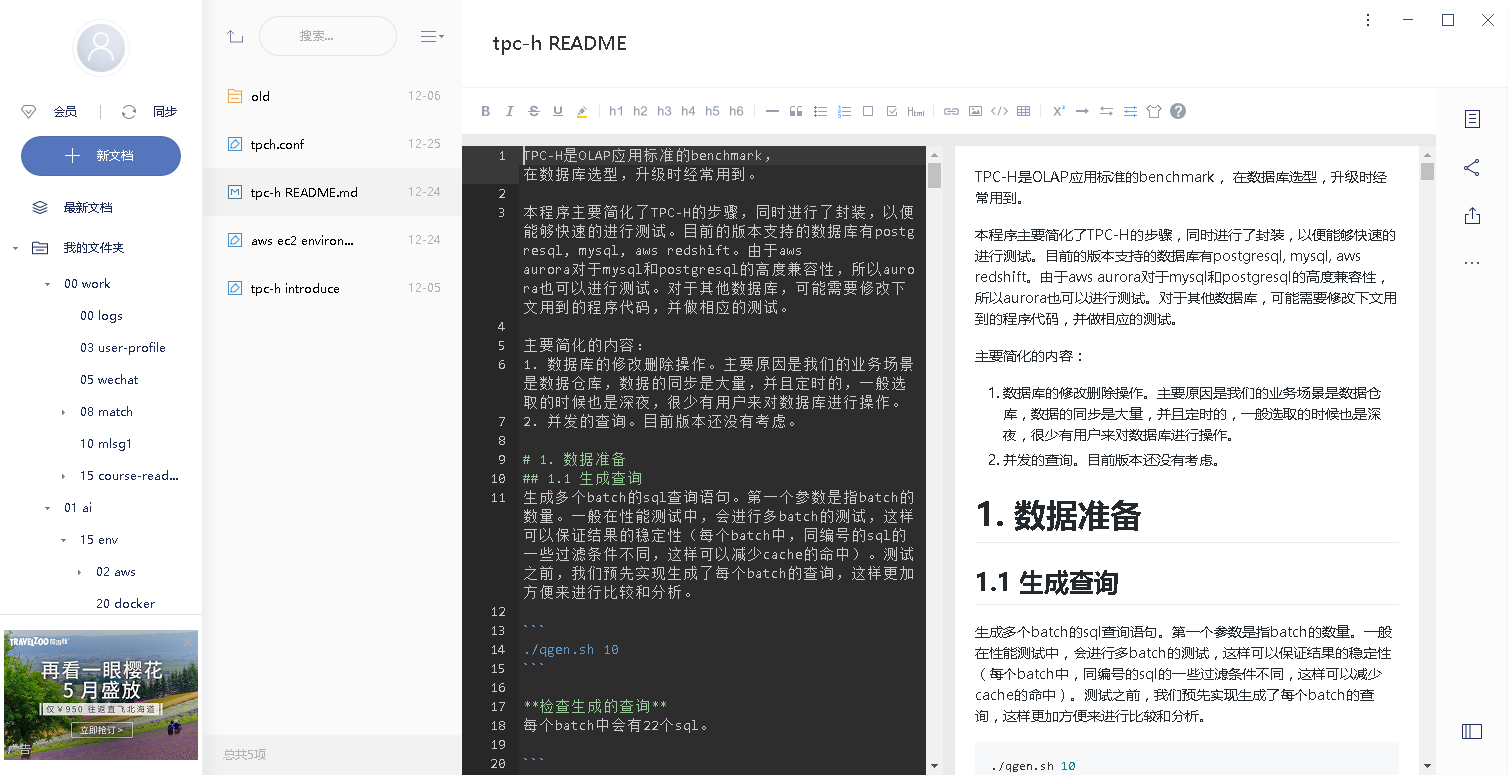 会员
同步
新文档
最新文档
我的文件夹
00 work
00 logs
03 user-profile
05 wechat
08 match
10 mlsg1
15 course-read...
01 ai
15 env
02 aws
20 docker
TRAVELZOO 旅游族
再看一眼樱花
5 月盛放
仅￥950 往返直飞北海道
立即抢订 >
广告
搜索...
old 12-06
tpch.conf 12-25
tpc-h README.md 12-24
aws ec2 environ... 12-24
tpc-h introduce 12-05
总共5项
tpc-h README
B I S U h1 h2 h3 h4 h5 h6 Html </> X² ?
1 TPC-H是OLAP应用标准的benchmark，
在数据库选型，升级时经常用到。
2
3 本程序主要简化了TPC-H的步骤，同时进行了封装，以便
能够快速的进行测试。目前的版本支持的数据库有postg
resql, mysql, aws redshift。由于aws
aurora对于mysql和postgresql的高度兼容性，所以auro
ra也可以进行测试。对于其他数据库，可能需要修改下
文用到的程序代码，并做相应的测试。
4
5 主要简化的内容：
6 1. 数据库的修改删除操作。主要原因是我们的业务场景
是数据仓库，数据的同步是大量，并且定时的，一般选
取的时候也是深夜，很少有用户来对数据库进行操作。
7 2. 并发的查询。目前版本还没有考虑。
8
9 # 1. 数据准备
10 ## 1.1 生成查询
11 生成多个batch的sql查询语句。第一个参数是指batch的
数量。一般在性能测试中，会进行多batch的测试，这样
可以保证结果的稳定性（每个batch中，同编号的sql的
一些过滤条件不同，这样可以减少cache的命中）。测试
之前，我们预先实现生成了每个batch的查询，这样更加
方便来进行比较和分析。
12
13 ```
14 ./qgen.sh 10
15 ```
16
17 **检查生成的查询**
18 每个batch中会有22个sql。
19
20 ```
TPC-H是OLAP应用标准的benchmark， 在数据库选型，升级时经
常用到。
本程序主要简化了TPC-H的步骤，同时进行了封装，以便能够快速的
进行测试。目前的版本支持的数据库有postgresql, mysql, aws
redshift。由于aws aurora对于mysql和postgresql的高度兼容性，
所以aurora也可以进行测试。对于其他数据库，可能需要修改下文用
到的程序代码，并做相应的测试。
主要简化的内容：
1. 数据库的修改删除操作。主要原因是我们的业务场景是数据仓
库，数据的同步是大量，并且定时的，一般选取的时候也是深
夜，很少有用户来对数据库进行操作。
2. 并发的查询。目前版本还没有考虑。
1. 数据准备
1.1 生成查询
生成多个batch的sql查询语句。第一个参数是指batch的数量。一般
在性能测试中，会进行多batch的测试，这样可以保证结果的稳定性
（每个batch中，同编号的sql的一些过滤条件不同，这样可以减少
cache的命中）。测试之前，我们预先实现生成了每个batch的查
询，这样更加方便来进行比较和分析。
./qgen.sh 10